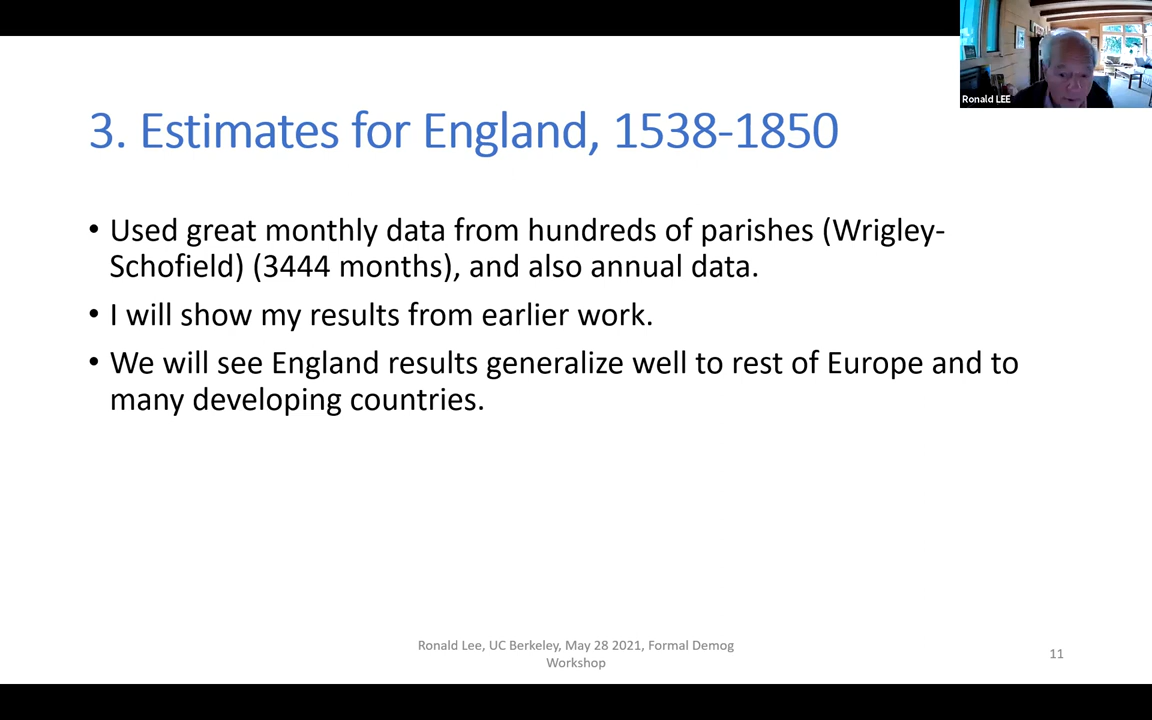 Ronald LEE
3. Estimates for England, 1538-1850
• Used great monthly data from hundreds of parishes (Wrigley-
Schofield) (3444 months), and also annual data.
• I will show my results from earlier work.
• We will see England results generalize well to rest of Europe and to
many developing countries.
Ronald Lee, UC Berkeley, May 28 2021, Formal Demog
Workshop
11